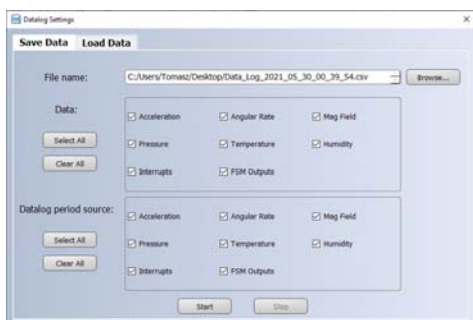 Datalog Settings
Save Data Load Data
File name: C:/Users/Tomasz/Desktop/Data_Log_2021_05_30_00_39_54.csv Browse...
Data:
Acceleration Angular Rate Mag Field
Select All
Pressure Temperature Humidity
Clear All
Interrupts FSM Outputs
Datalog period source:
Acceleration Angular Rate Mag Field
Select All
Pressure Temperature Humidity
Clear All
Interrupts FSM Outputs
Start Stop